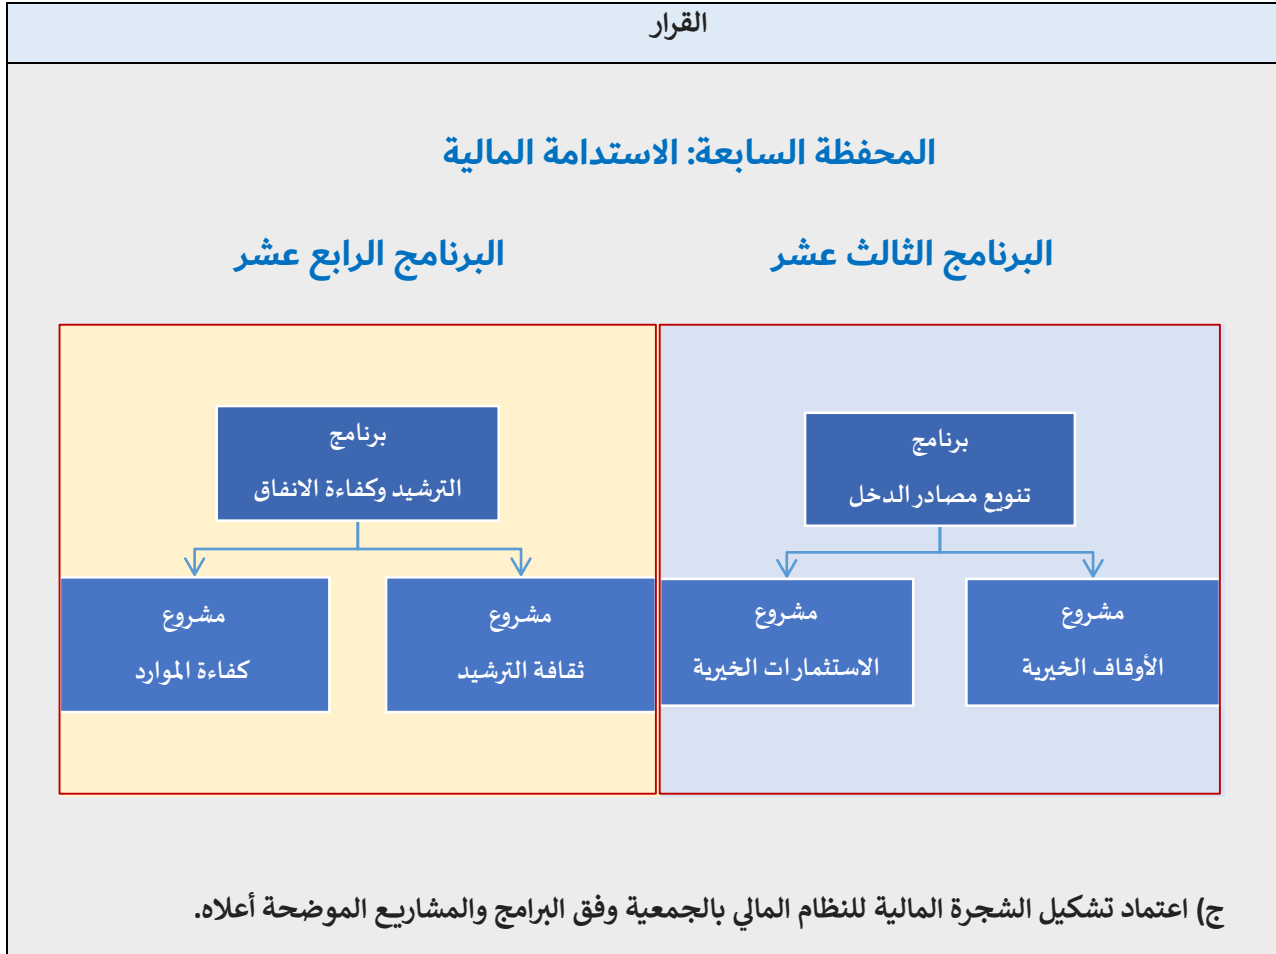 القرار
المحفظة السابعة: الاستدامة المالية
البرنامج الثالث عشر
البرنامج الرابع عشر
برنامج
تنويع مصادر الدخل
مشروع
الأوقاف الخيرية
مشروع
الاستثمارات الخيرية
برنامج
الترشيد وكفاءة الانفاق
مشروع
ثقافة الترشيد
مشروع
كفاءة الموارد
ج) اعتماد تشكيل الشجرة المالية للنظام المالي بالجمعية وفق البرامج والمشاريع الموضحة أعلاه.